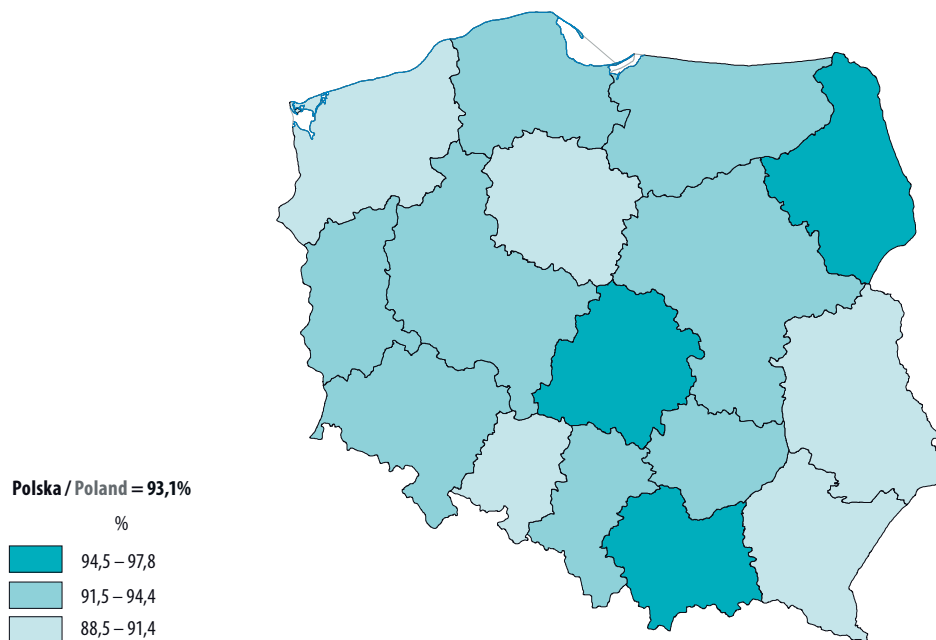 Polska / Poland = 93,1%
%
94,5 – 97,8
91,5 – 94,4
88,5 – 91,4